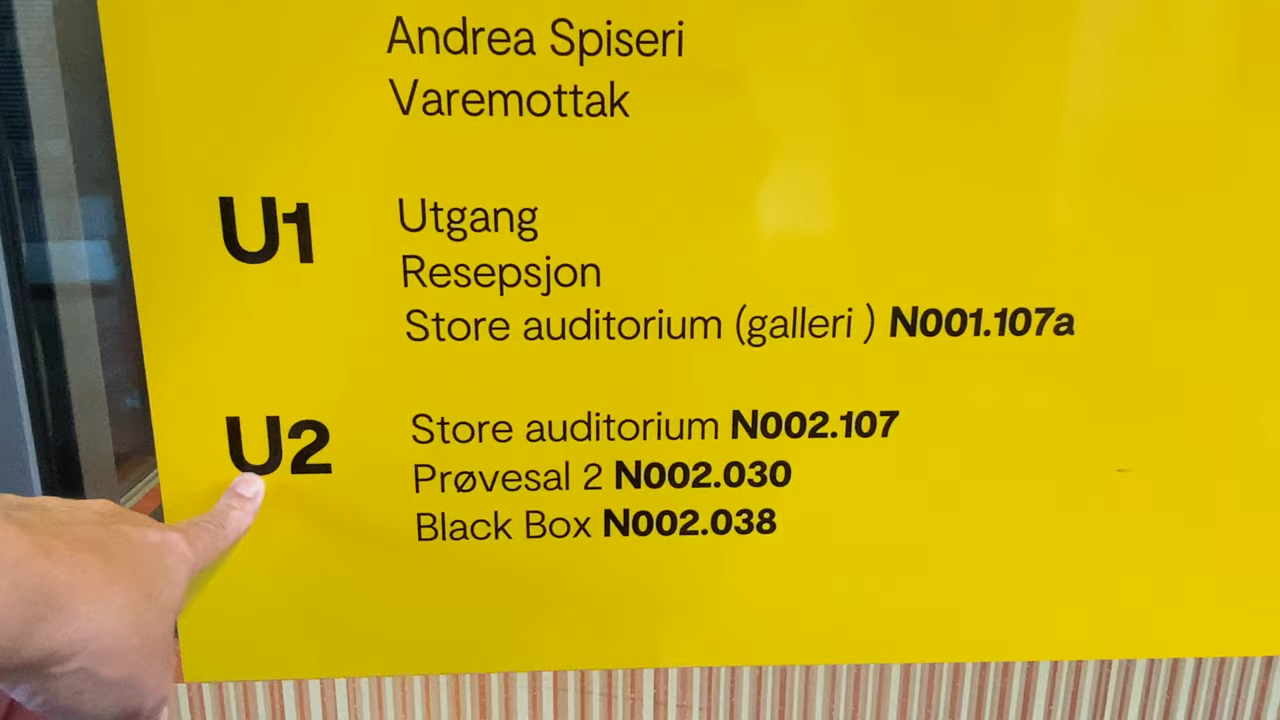 Andrea Spiseri
Varemottak
U1 Utgang
Resepsjon
Store auditorium (galleri ) N001.107a
U2 Store auditorium N002.107
Prøvesal 2 N002.030
Black Box N002.038